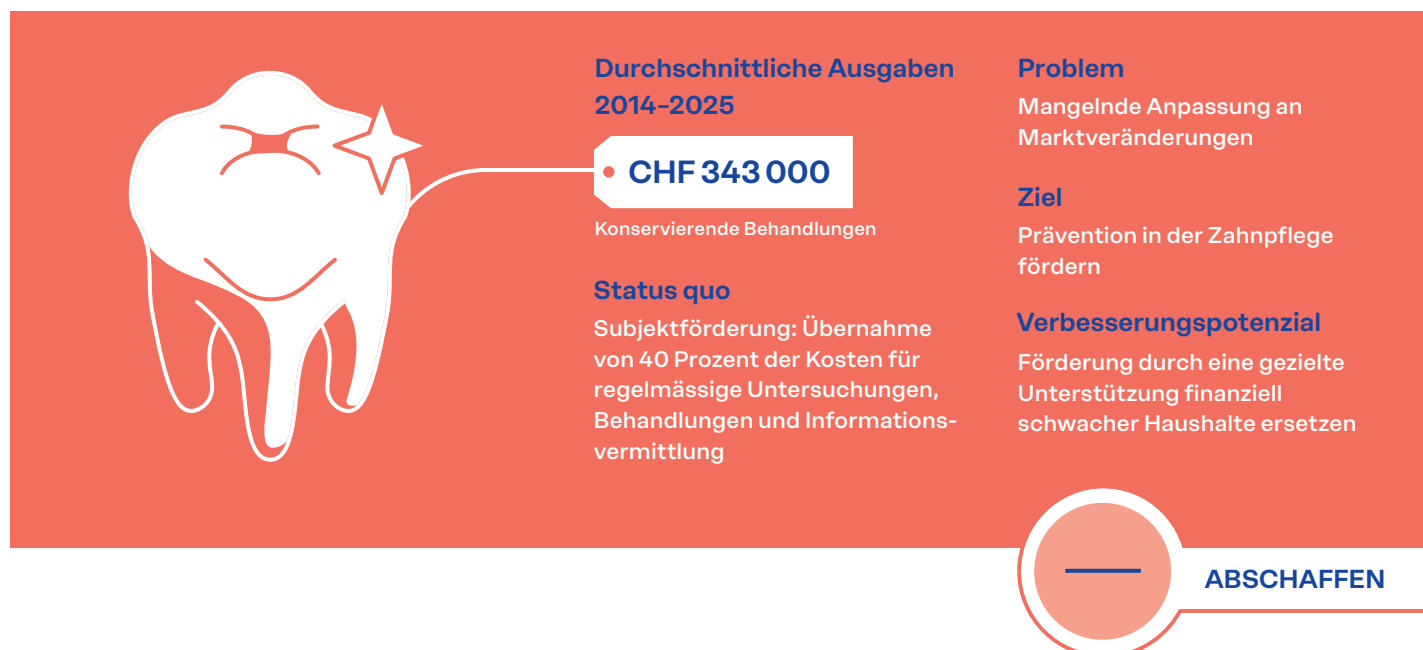 Durchschnittliche Ausgaben
2014–2025
CHF 343 000
Konservierende Behandlungen
Status quo
Subjektförderung: Übernahme
von 40 Prozent der Kosten für
regelmässige Untersuchungen,
Behandlungen und Informations-
vermittlung
Problem
Mangelnde Anpassung an
Marktveränderungen
Ziel
Prävention in der Zahnpflege
fördern
Verbesserungspotenzial
Förderung durch eine gezielte
Unterstützung finanziell
schwacher Haushalte ersetzen
ABSCHAFFEN